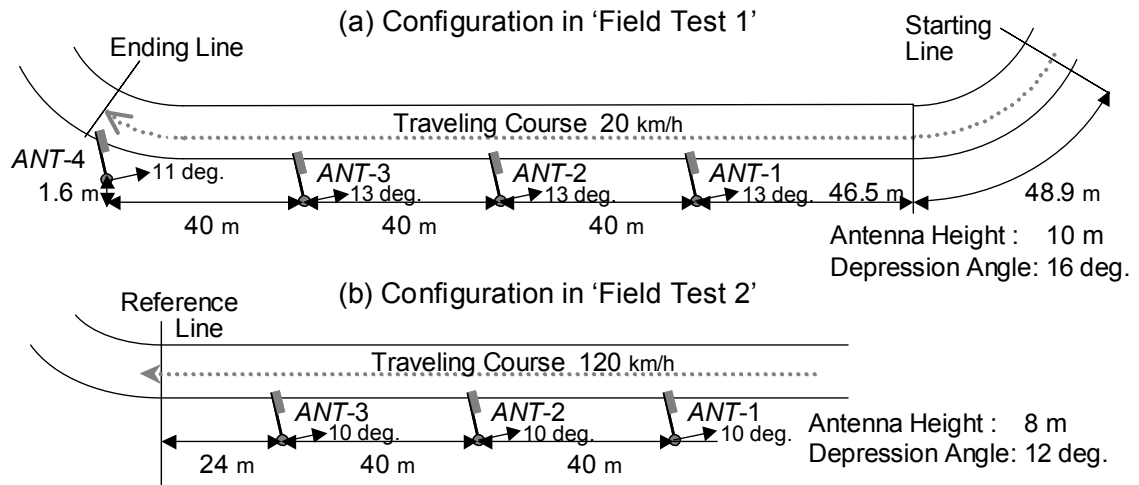 (a) Configuration in ‘Field Test 1’
Ending Line
Starting
Line
Traveling Course 20 km/h
ANT-4
11 deg.
ANT-3
13 deg.
ANT-2
13 deg.
ANT-1
13 deg.
1.6 m
46.5 m
48.9 m
40 m
40 m
40 m
Antenna Height : 10 m
Depression Angle: 16 deg.
(b) Configuration in ‘Field Test 2’
Reference
Line
Traveling Course 120 km/h
ANT-3
10 deg.
ANT-2
10 deg.
ANT-1
10 deg.
24 m
40 m
40 m
Antenna Height : 8 m
Depression Angle: 12 deg.